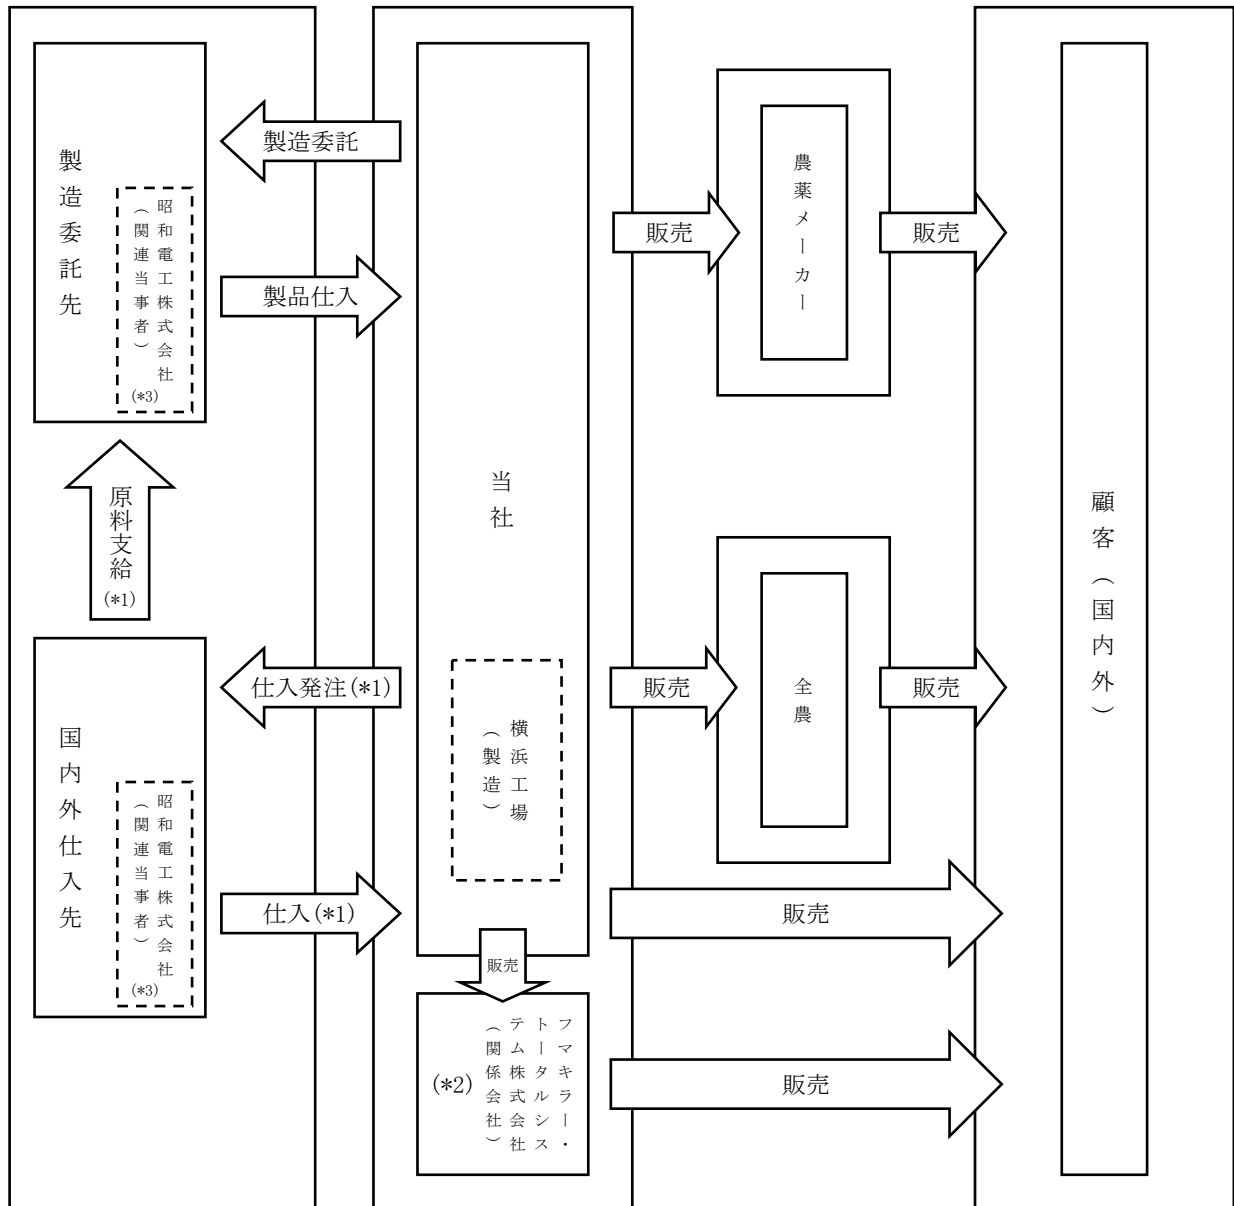 製造委託先
昭和電工株式会社
（関連当事者）
(*3)
原料支給
(*1)
国内外仕入先
昭和電工株式会社
（関連当事者）
(*3)
製造委託
製品仕入
仕入発注(*1)
仕入(*1)
当社
横浜工場
（製造）
販売
フマキラー・
トータルシス
テム株式会社
（関係会社）
(*2)
販売
農薬メーカー
販売
販売
全農
販売
販売
販売
顧客（国内外）